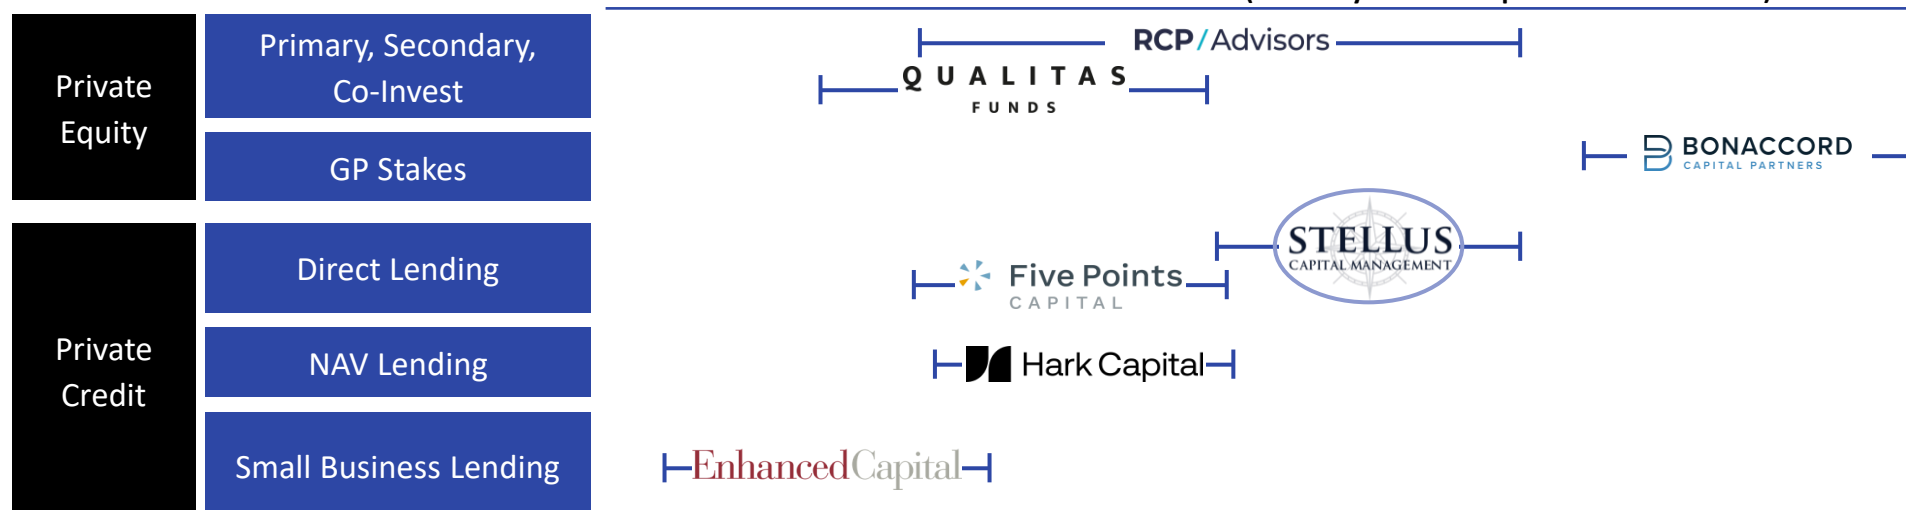 Private
Equity
Primary, Secondary,
Co-Invest
RCP/Advisors
QUALITAS
FUNDS
GP Stakes
BONACCORD
CAPITAL PARTNERS
Private
Credit
Direct Lending
STELLUS
CAPITAL MANAGEMENT
Five Points
CAPITAL
NAV Lending
Hark Capital
Small Business Lending
EnhancedCapital